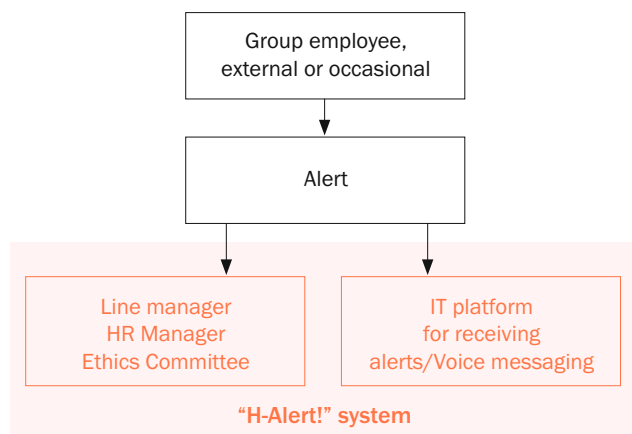 Group employee,
external or occasional
Alert
Line manager
HR Manager
Ethics Committee
IT platform
for receiving
alerts/Voice messaging
“H-Alert!” system